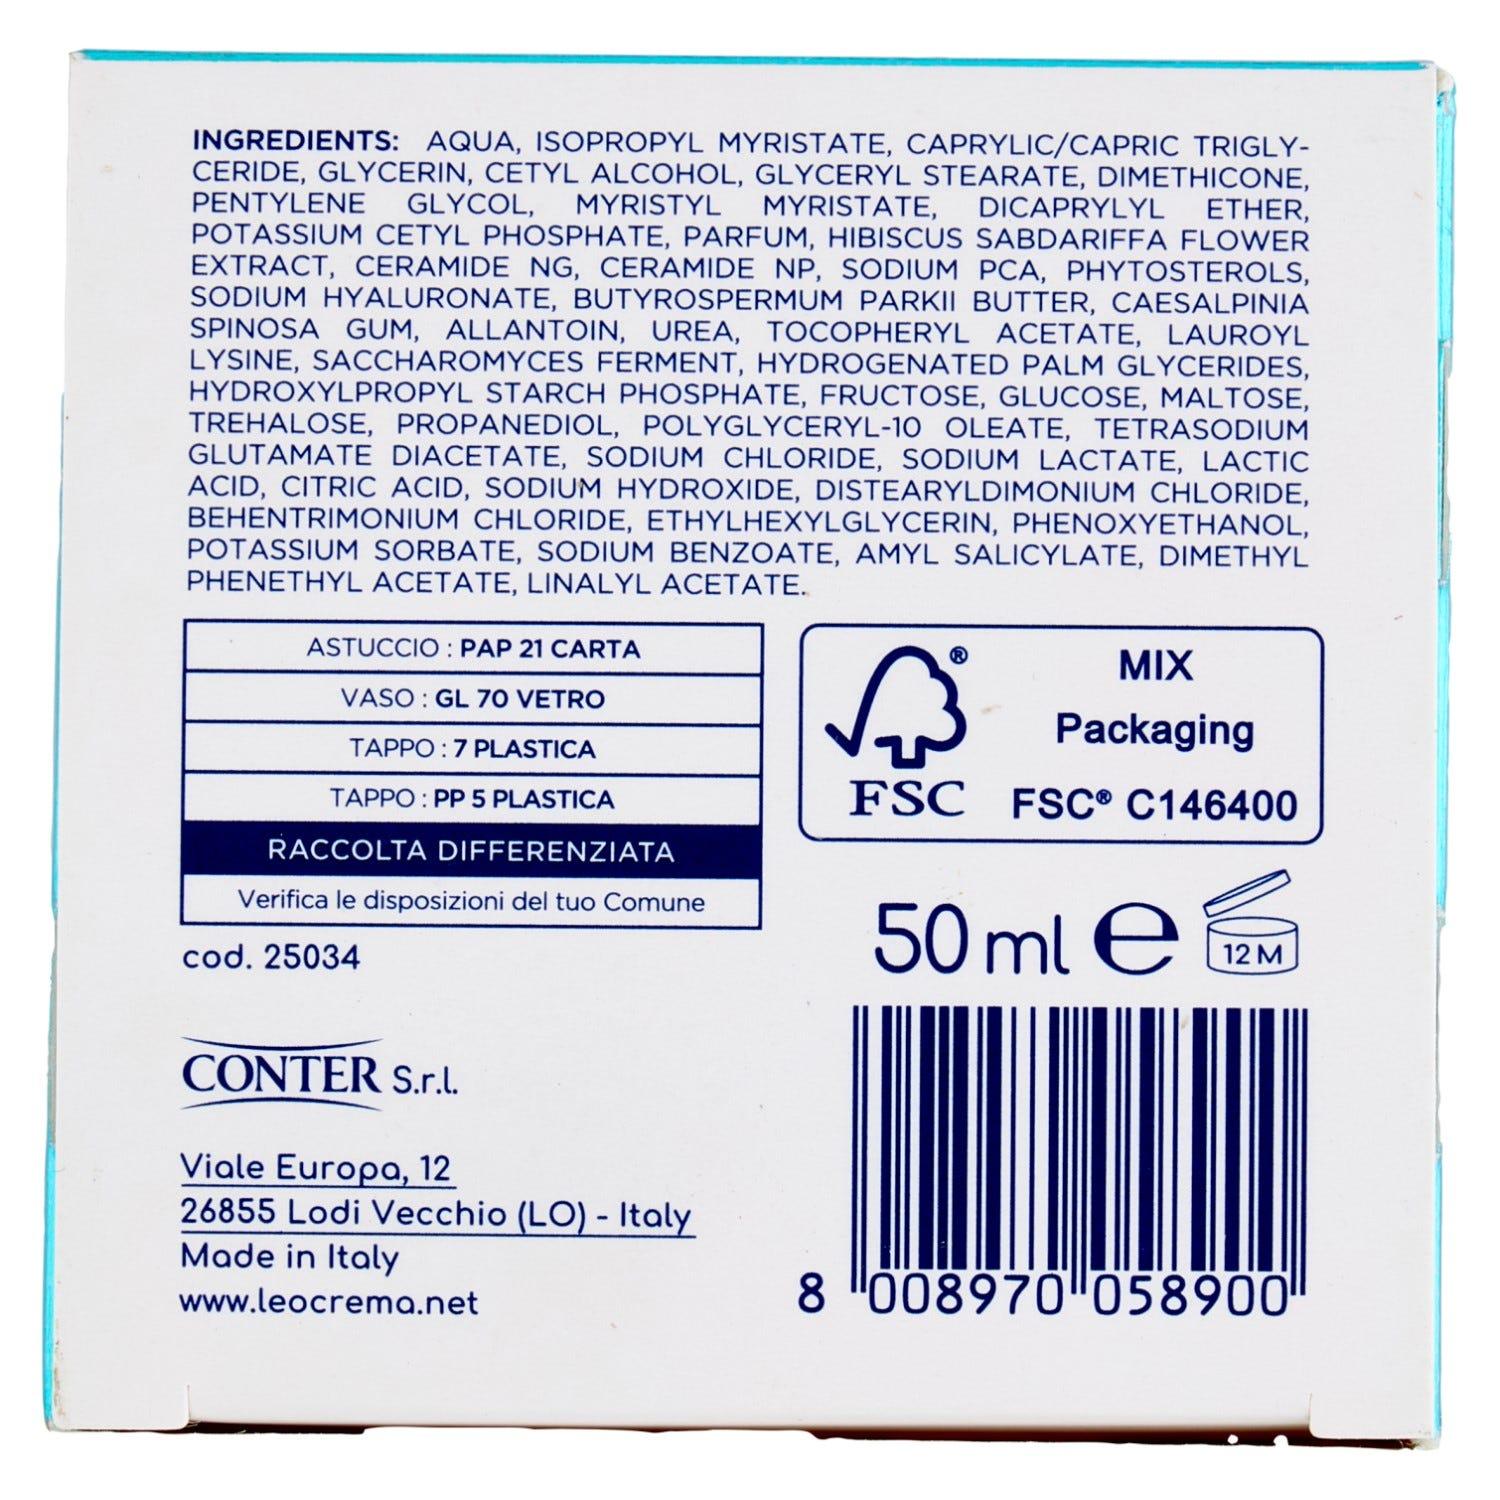 INGREDIENTS: AQUA, ISOPROPYL MYRISTATE, CAPRYLIC/CAPRIC TRIGLY-
CERIDE, GLYCERIN, CETYL ALCOHOL, GLYCERYL STEARATE, DIMETHICONE,
PENTYLENE GLYCOL, MYRISTYL MYRISTATE, DICAPRYLYL ETHER,
POTASSIUM CETYL PHOSPHATE, PARFUM, HIBISCUS SABDARIFFA FLOWER
EXTRACT, CERAMIDE NG, CERAMIDE NP, SODIUM PCA, PHYTOSTEROLS,
SODIUM HYALURONATE, BUTYROSPERMUM PARKII BUTTER, CAESALPINIA
SPINOSA GUM, ALLANTOIN, UREA, TOCOPHERYL ACETATE, LAUROYL
LYSINE, SACCHAROMYCES FERMENT, HYDROGENATED PALM GLYCERIDES,
HYDROXYLPROPYL STARCH PHOSPHATE, FRUCTOSE, GLUCOSE, MALTOSE,
TREHALOSE, PROPANEDIOL, POLYGLYCERYL-10 OLEATE, TETRASODIUM
GLUTAMATE DIACETATE, SODIUM CHLORIDE, SODIUM LACTATE, LACTIC
ACID, CITRIC ACID, SODIUM HYDROXIDE, DISTEARYLDIMONIUM CHLORIDE,
BEHENTRIMONIUM CHLORIDE, ETHYLHEXYLGLYCERIN, PHENOXYETHANOL,
POTASSIUM SORBATE, SODIUM BENZOATE, AMYL SALICYLATE, DIMETHYL
PHENETHYL ACETATE, LINALYL ACETATE.
ASTUCCIO : PAP 21 CARTA
VASO : GL 70 VETRO
TAPPO : 7 PLASTICA
TAPPO : PP 5 PLASTICA
RACCOLTA DIFFERENZIATA
Verifica le disposizioni del tuo Comune
cod. 25034
®
FSC
MIX
Packaging
FSC® C146400
50 ml e
12 M
CONTER S.r.l.
Viale Europa, 12
26855 Lodi Vecchio (LO) - Italy
Made in Italy
www.leocrema.net
8 008970 058900